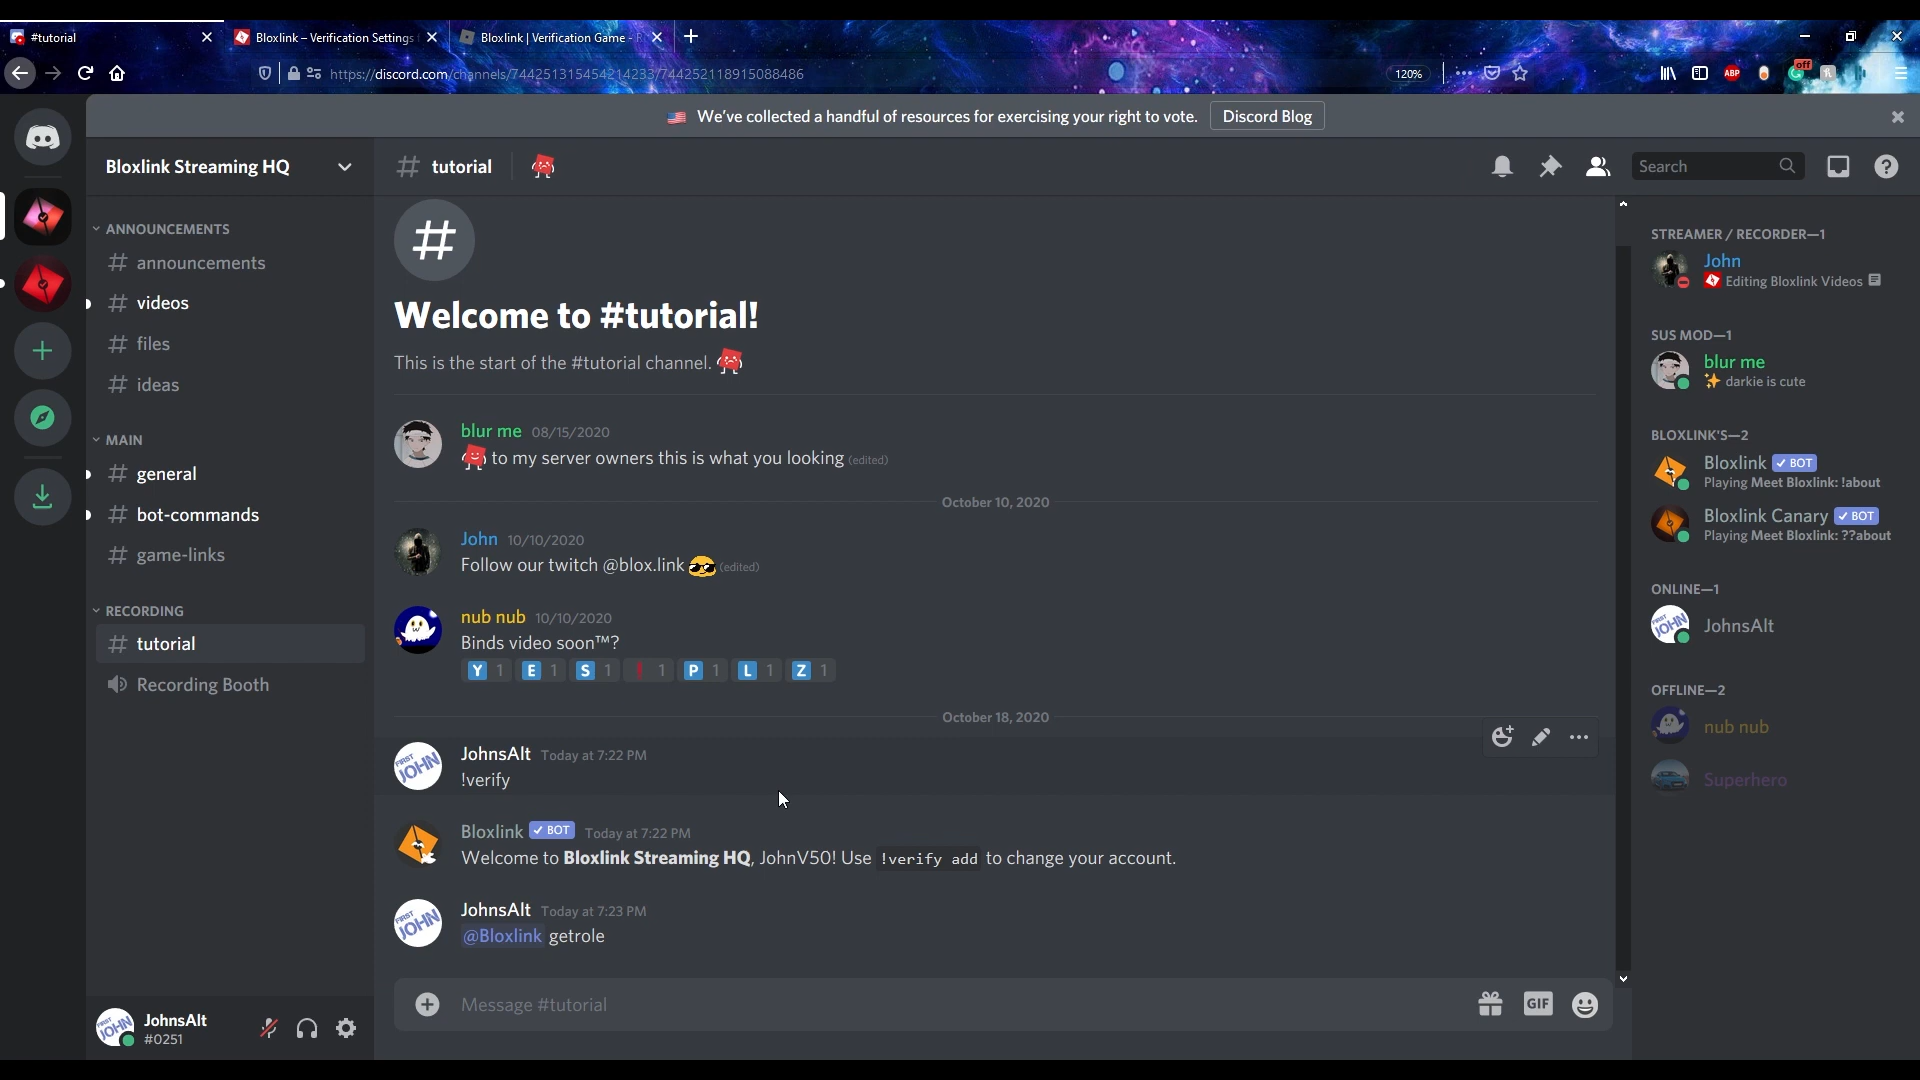 #tutorial
Bloxlink – Verification Settings
Bloxlink | Verification Game -
https://discord.com/channels/744251315454214233/744252118915088486
120%
ABP
off
We've collected a handful of resources for exercising your right to vote.
Discord Blog
Bloxlink Streaming HQ
# tutorial
Search
ANNOUNCEMENTS
# announcements
# videos
# files
# ideas
MAIN
# general
# bot-commands
# game-links
RECORDING
# tutorial
Recording Booth
JohnsAlt
#0251
#
Welcome to #tutorial!
This is the start of the #tutorial channel.
blur me 08/15/2020
to my server owners this is what you looking (edited)
October 10, 2020
John 10/10/2020
Follow our twitch @blox.link (edited)
nub nub 10/10/2020
Binds video soon™?
Y 1 E 1 S 1 ! 1 P 1 L 1 Z 1
October 18, 2020
JohnsAlt Today at 7:22 PM
!verify
Bloxlink ✓ BOT Today at 7:22 PM
Welcome to Bloxlink Streaming HQ, JohnV50! Use !verify add to change your account.
JohnsAlt Today at 7:23 PM
@Bloxlink getrole
Message #tutorial
GIF
STREAMER / RECORDER—1
John
Editing Bloxlink Videos
SUS MOD—1
blur me
✨ darkie is cute
BLOXLINK'S—2
Bloxlink ✓ BOT
Playing Meet Bloxlink: !about
Bloxlink Canary ✓ BOT
Playing Meet Bloxlink: ??about
ONLINE—1
FIRST JOHN
JohnsAlt
OFFLINE—2
nub nub
Superhero